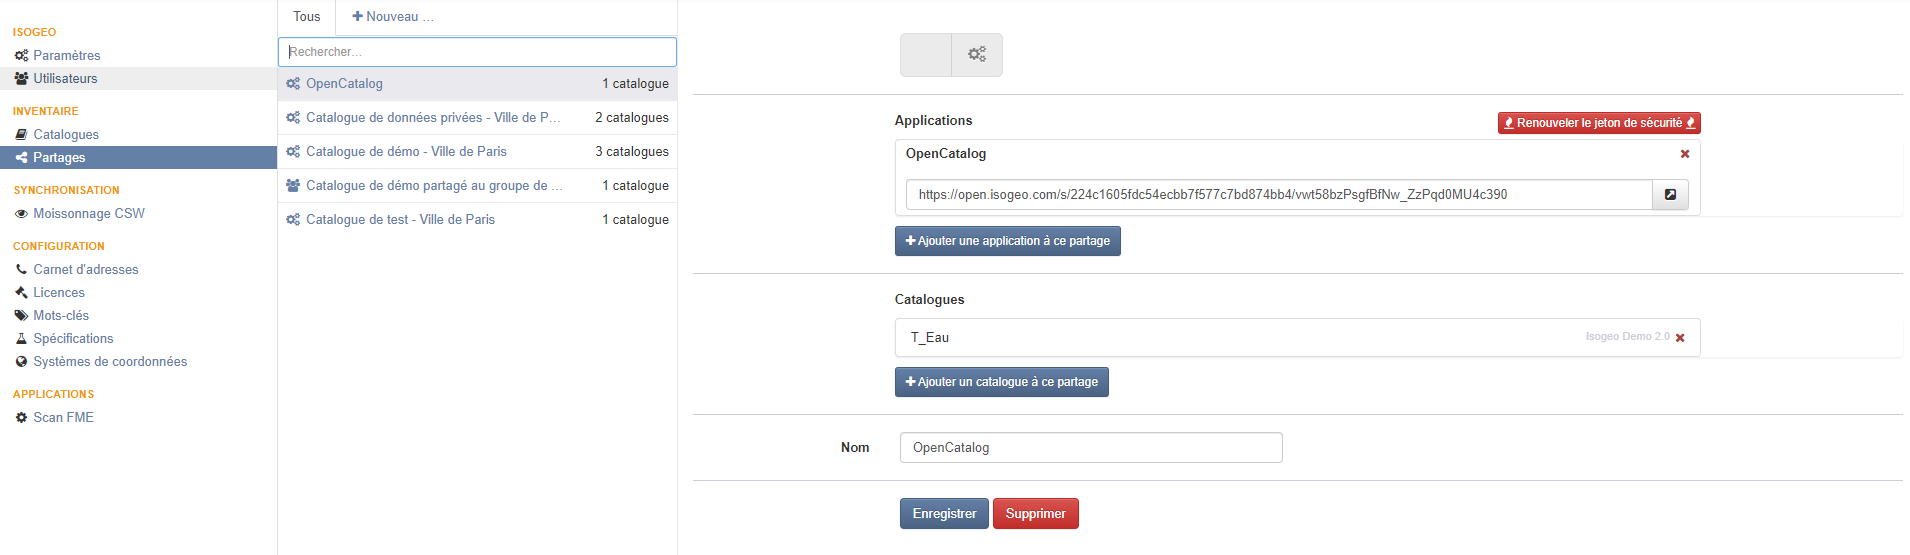 ISOGEO
Paramètres
Utilisateurs
INVENTAIRE
Catalogues
Partages
SYNCHRONISATION
Moissonnage CSW
CONFIGURATION
Carnet d'adresses
Licences
Mots-clés
Spécifications
Systèmes de coordonnées
APPLICATIONS
Scan FME
Tous
Nouveau ...
Rechercher...
OpenCatalog 1 catalogue
Catalogue de données privées - Ville de P... 2 catalogues
Catalogue de démo - Ville de Paris 3 catalogues
Catalogue de démo partagé au groupe de ... 1 catalogue
Catalogue de test - Ville de Paris 1 catalogue
Applications
Renouveler le jeton de sécurité
OpenCatalog
https://open.isogeo.com/s/224c1605fdc54ecbb7f577c7bd874bb4/vwt58bzPsgfBfNw_ZzPqd0MU4c390
Ajouter une application à ce partage
Catalogues
T_Eau Isogeo Demo 2.0
Ajouter un catalogue à ce partage
Nom OpenCatalog
Enregistrer Supprimer